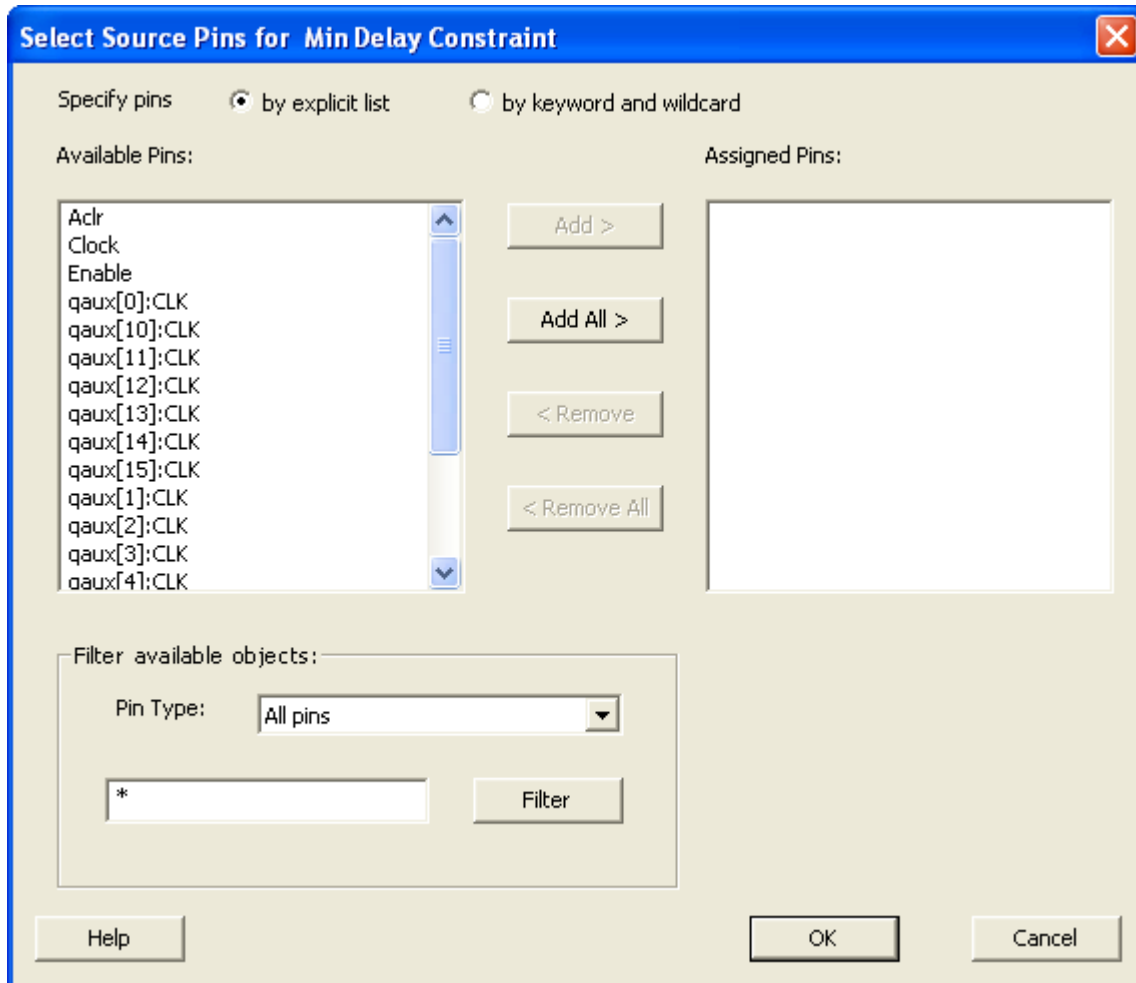 Select Source Pins for Min Delay Constraint
Specify pins by explicit list by keyword and wildcard
Available Pins: Assigned Pins:
Aclr
Clock
Enable
qaux[0]:CLK
qaux[10]:CLK
qaux[11]:CLK
qaux[12]:CLK
qaux[13]:CLK
qaux[14]:CLK
qaux[15]:CLK
qaux[1]:CLK
qaux[2]:CLK
qaux[3]:CLK
qaux[4]:CLK
Add >
Add All >
< Remove
< Remove All
Filter available objects:
Pin Type: All pins
* Filter
Help OK Cancel